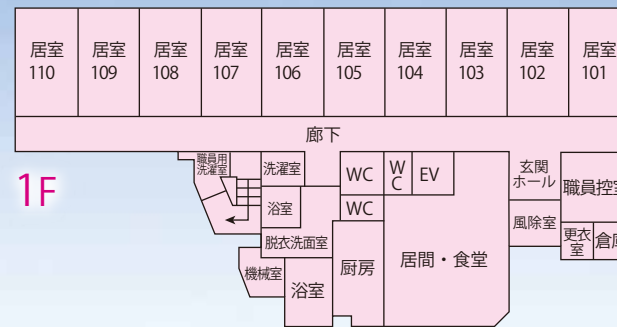 居室
110
居室
109
居室
108
居室
107
居室
106
居室
105
居室
104
居室
103
居室
102
居室
101
廊下
1F
職員用
洗濯室
洗濯室
WC
WC
EV
玄関
ホール
職員控室
浴室
WC
風除室
更衣
室
倉庫
脱衣洗面室
機械室
浴室
厨房
居間・食堂